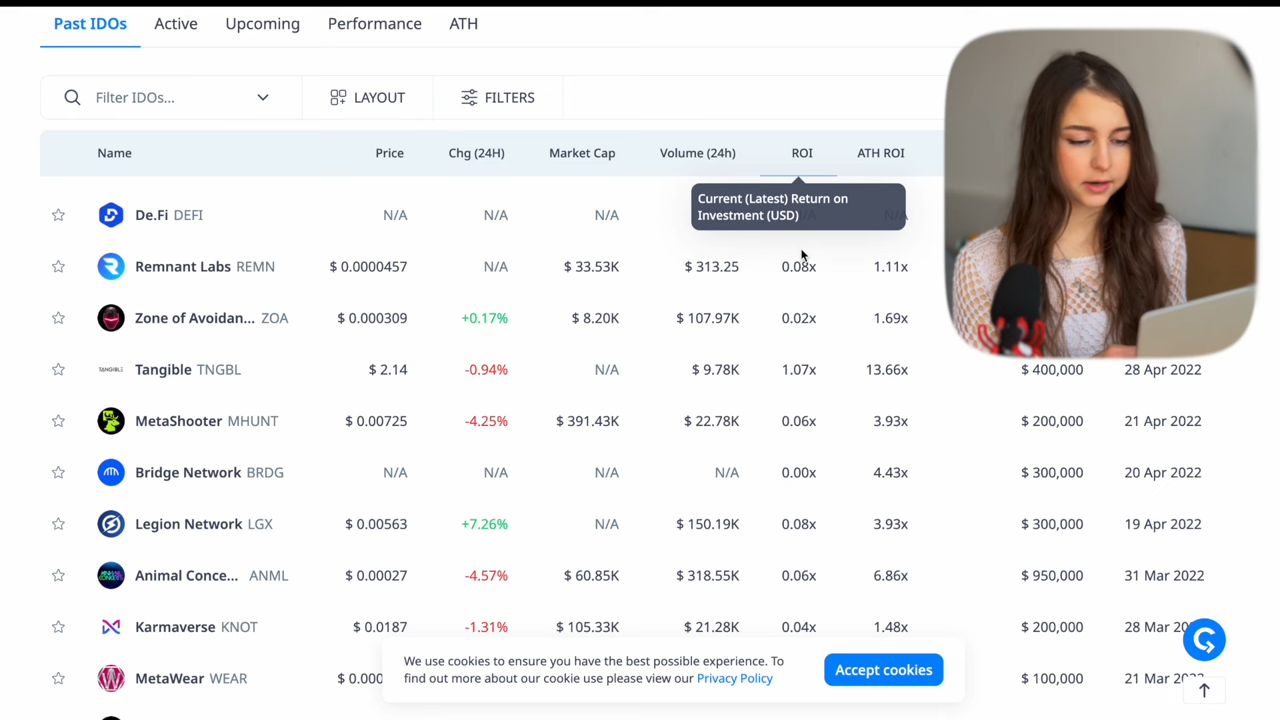 Past IDOs Active Upcoming Performance ATH
Filter IDOs... LAYOUT FILTERS
Name Price Chg (24H) Market Cap Volume (24h) ROI ATH ROI
Current (Latest) Return on
Investment (USD)
De.Fi DEFI N/A N/A N/A N/A
Remnant Labs REMN $ 0.0000457 N/A $ 33.53K $ 313.25 0.08x 1.11x
Zone of Avoidan... ZOA $ 0.000309 +0.17% $ 8.20K $ 107.97K 0.02x 1.69x
TANGIBLE Tangible TNGBL $ 2.14 -0.94% N/A $ 9.78K 1.07x 13.66x $ 400,000 28 Apr 2022
MetaShooter MHUNT $ 0.00725 -4.25% $ 391.43K $ 22.78K 0.06x 3.93x $ 200,000 21 Apr 2022
Bridge Network BRDG N/A N/A N/A N/A 0.00x 4.43x $ 300,000 20 Apr 2022
Legion Network LGX $ 0.00563 +7.26% N/A $ 150.19K 0.08x 3.93x $ 300,000 19 Apr 2022
Animal Conce... ANML $ 0.00027 -4.57% $ 60.85K $ 318.55K 0.06x 6.86x $ 950,000 31 Mar 2022
Karmaverse KNOT $ 0.0187 -1.31% $ 105.33K $ 21.28K 0.04x 1.48x $ 200,000 28 Mar
MetaWear WEAR $ 0.000 $ 100,000 21 Mar 2022
We use cookies to ensure you have the best possible experience. To
find out more about our cookie use please view our Privacy Policy
Accept cookies